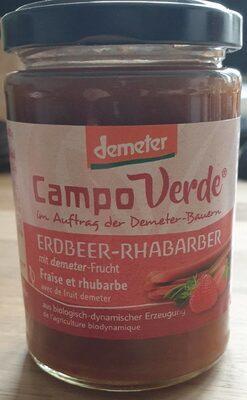 demeter
Campo Verde®
im Auftrag der Demeter-Bauern
ERDBEER-RHABARBER
mit demeter-Frucht
Fraise et rhubarbe
avec de fruit demeter
aus biologisch-dynamischer Erzeugung
de l'agriculture biodynamique